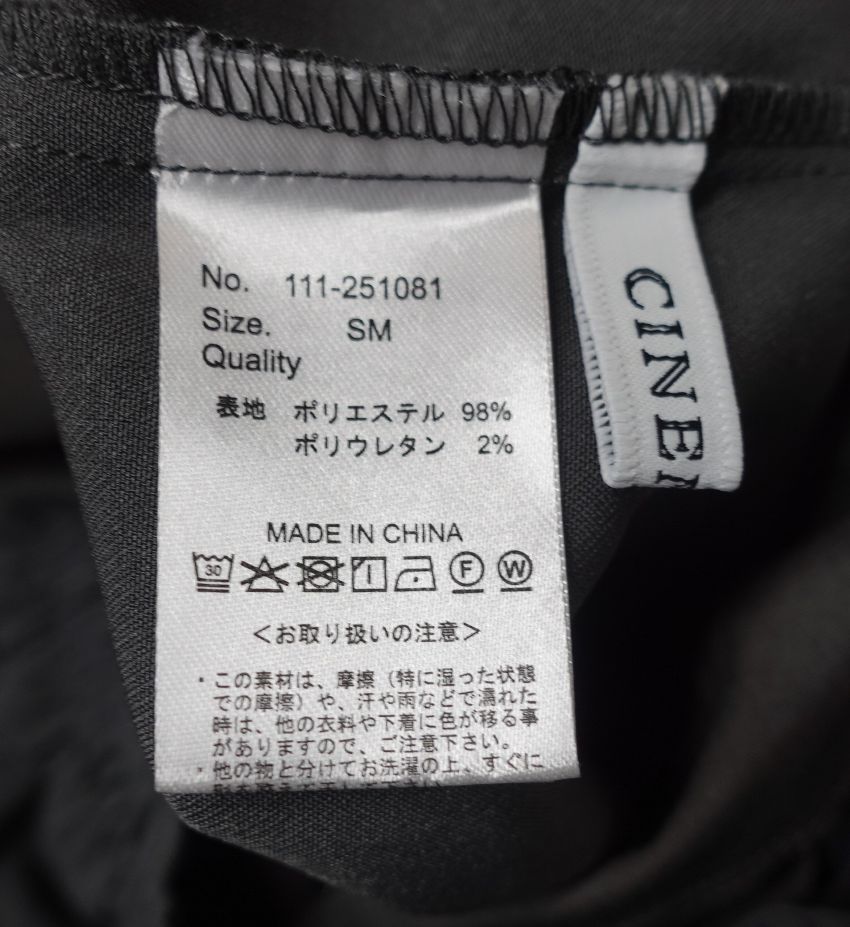 No. 111-251081
Size. SM
Quality
表地 ポリエステル 98%
ポリウレタン 2%
MADE IN CHINA
30 F W
<お取り扱いの注意>
・この素材は、摩擦（特に湿った状態
での摩擦）や、汗や雨などで濡れた
時は、他の衣料や下着に色が移る事
がありますので、ご注意下さい。
・他の物と分けてお洗濯の上、すぐに
CINE